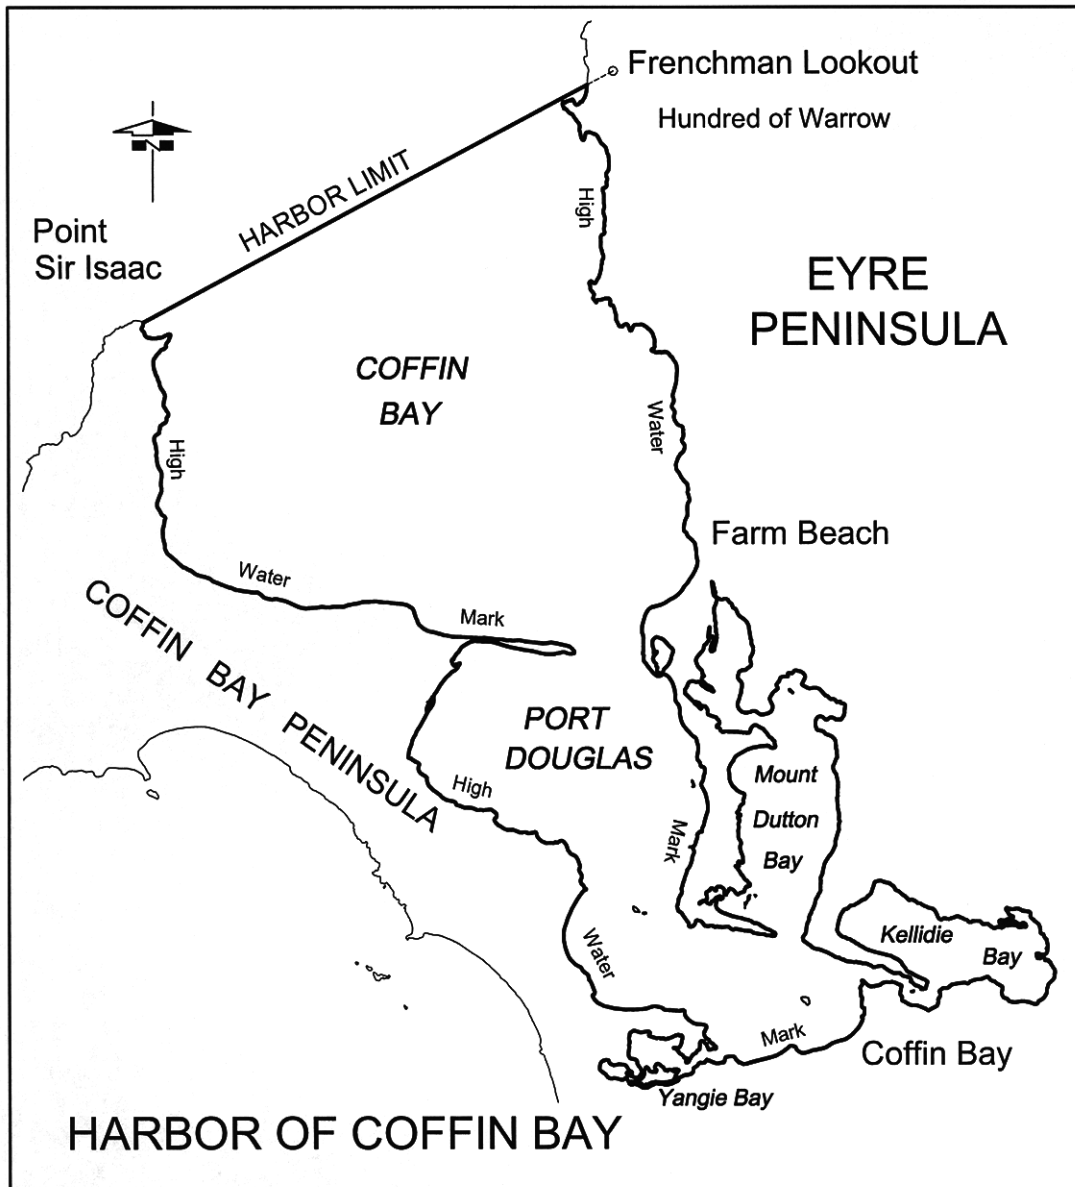 Frenchman Lookout
Hundred of Warrow
N
HARBOR LIMIT
Point
Sir Isaac
High
EYRE
PENINSULA
COFFIN
BAY
High
Water
Farm Beach
Water
Mark
COFFIN BAY PENINSULA
PORT
DOUGLAS
High
Mark
Mount
Dutton
Bay
Water
Kellidie
Bay
Mark
Coffin Bay
Yangie Bay
HARBOR OF COFFIN BAY